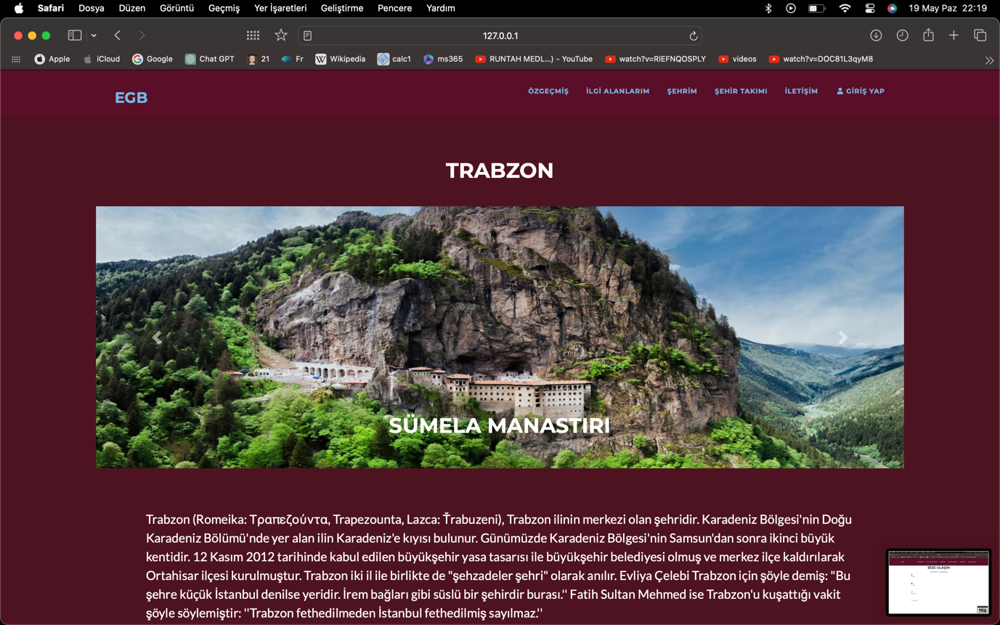 Safari Dosya Düzen Görüntü Geçmiş Yer İşaretleri Geliştirme Pencere Yardım 19 May Paz 22:19
127.0.0.1
Apple iCloud Google Chat GPT 21 Fr Wikipedia calc1 ms365 RUNTAH MEDL...) - YouTube watch?v=RIEFNQOSPLY videos watch?v=DOC81L3qyM8
EGB ÖZGEÇMİŞ İLGİ ALANLARIM ŞEHRİM ŞEHİR TAKIMI İLETİŞİM GİRİŞ YAP
TRABZON
SÜMELA MANASTIRI
Trabzon (Romeika: Τραπεζούντα, Trapezounta, Lazca: Ťrabuzeni), Trabzon ilinin merkezi olan şehridir. Karadeniz Bölgesi'nin Doğu
Karadeniz Bölümü'nde yer alan ilin Karadeniz'e kıyısı bulunur. Günümüzde Karadeniz Bölgesi'nin Samsun'dan sonra ikinci büyük
kentidir. 12 Kasım 2012 tarihinde kabul edilen büyükşehir yasa tasarısı ile büyükşehir belediyesi olmuş ve merkez ilçe kaldırılarak
Ortahisar ilçesi kurulmuştur. Trabzon iki il ile birlikte de "şehzadeler şehri" olarak anılır. Evliya Çelebi Trabzon için şöyle demiş: "Bu
şehre küçük İstanbul denilse yeridir. İrem bağları gibi süslü bir şehirdir burası.'' Fatih Sultan Mehmed ise Trabzon'u kuşattığı vakit
şöyle söylemiştir: ''Trabzon fethedilmeden İstanbul fethedilmiş sayılmaz.''
BİZE ULAŞIN